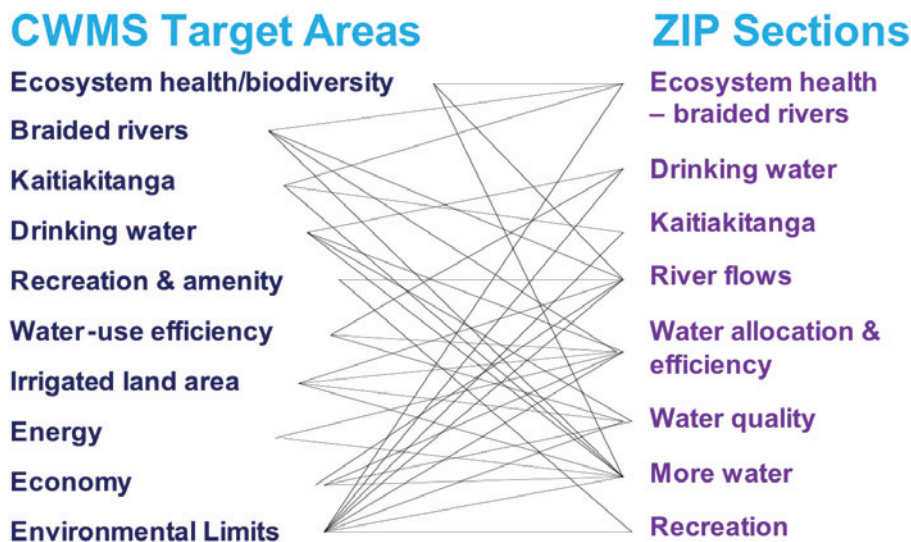 CWMS Target Areas
Ecosystem health/biodiversity
Braided rivers
Kaitiakitanga
Drinking water
Recreation & amenity
Water-use efficiency
Irrigated land area
Energy
Economy
Environmental Limits
ZIP Sections
Ecosystem health
– braided rivers
Drinking water
Kaitiakitanga
River flows
Water allocation &
efficiency
Water quality
More water
Recreation